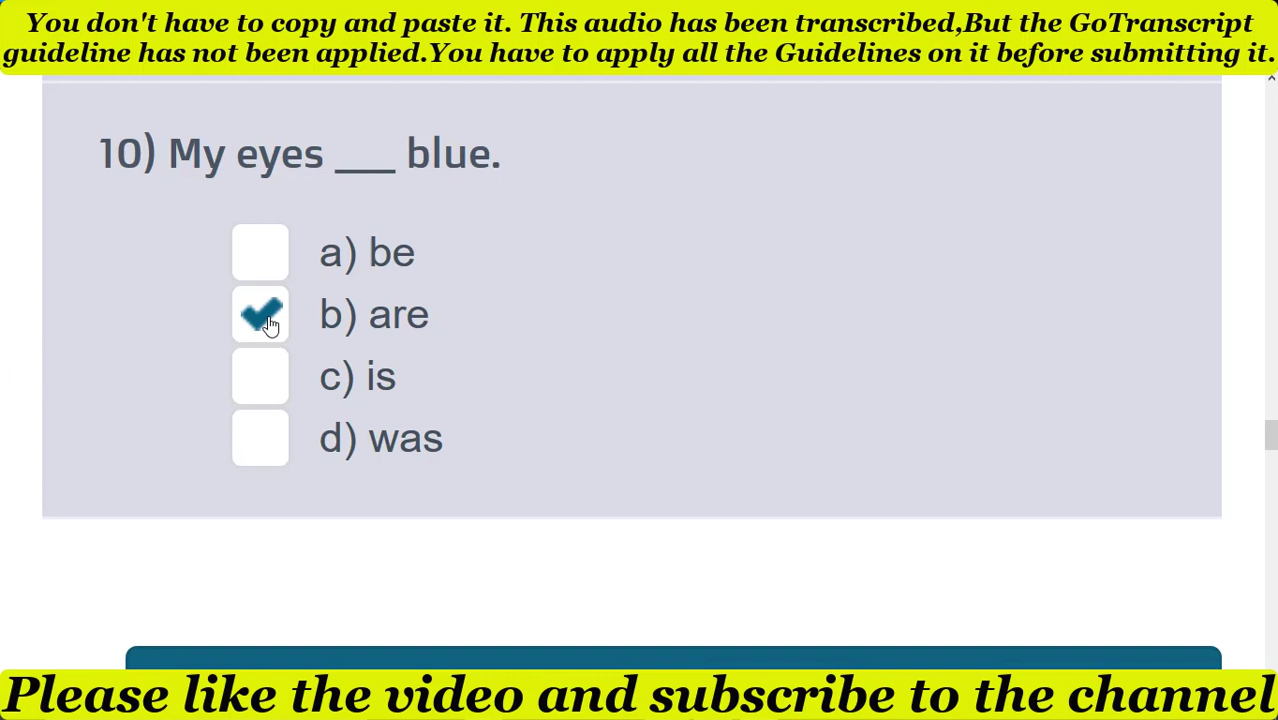 You don't have to copy and paste it. This audio has been transcribed,But the GoTranscript
guideline has not been applied.You have to apply all the Guidelines on it before submitting it.
10) My eyes ___ blue.
a) be
b) are
c) is
d) was
Please like the video and subscribe to the channel